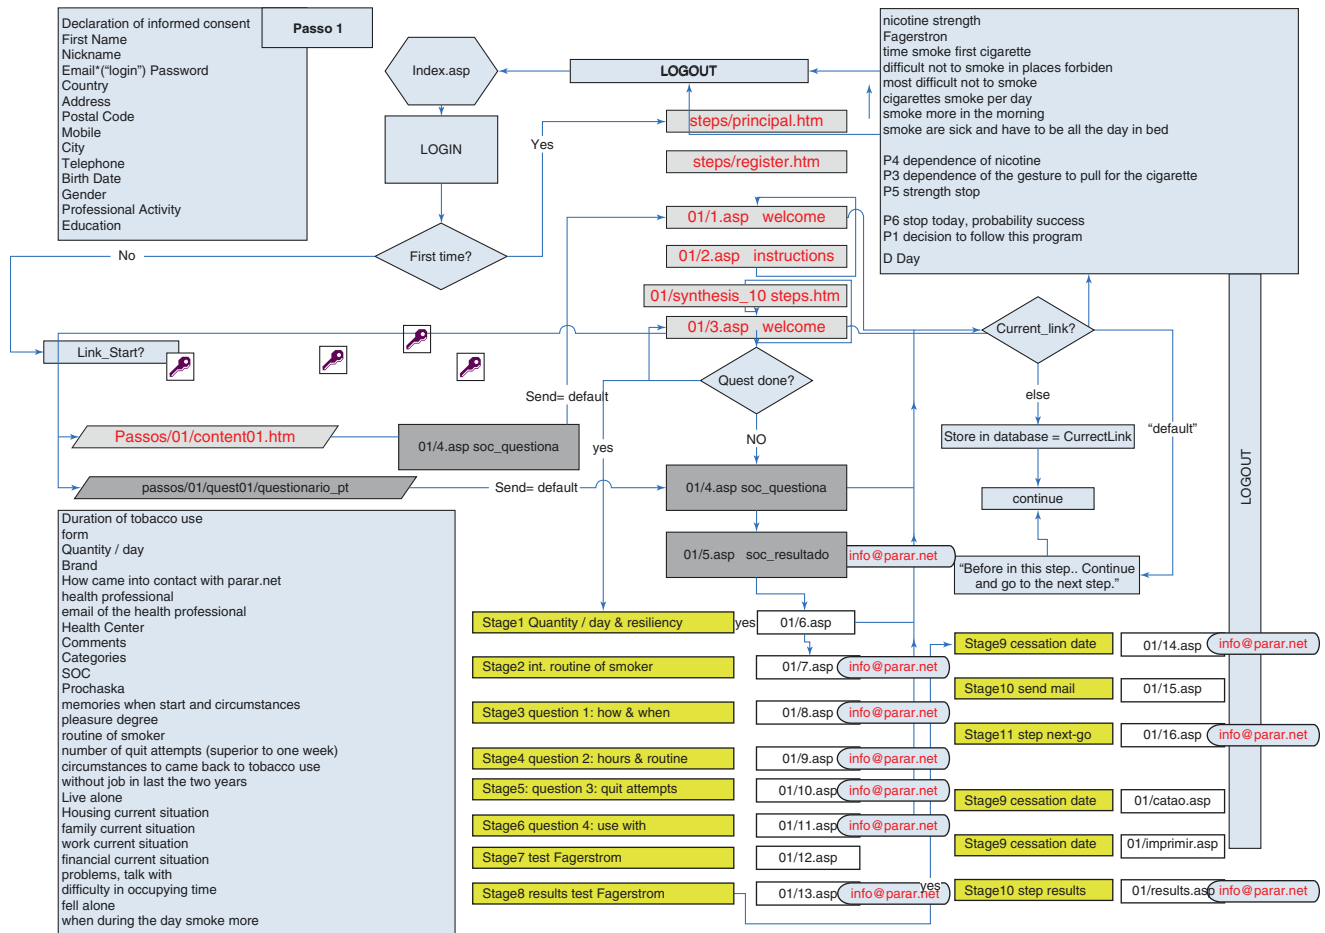 Declaration of informed consent
First Name
Nickname
Email*(“login”) Password
Country
Address
Postal Code
Mobile
City
Telephone
Birth Date
Gender
Professional Activity
Education
Passo 1
Index.asp
LOGOUT
LOGIN
Yes
steps/principal.htm
steps/register.htm
First time?
No
01/1.asp welcome
01/2.asp instructions
01/synthesis_10 steps.htm
01/3.asp welcome
nicotine strength
Fagerstron
time smoke first cigarette
difficult not to smoke in places forbiden
most difficult not to smoke
cigarettes smoke per day
smoke more in the morning
smoke are sick and have to be all the day in bed
P4 dependence of nicotine
P3 dependence of the gesture to pull for the cigarette
P5 strength stop
P6 stop today, probability success
P1 decision to follow this program
D Day
Link_Start?
Current_link?
Quest done?
Send= default
else
“default”
Passos/01/content01.htm
01/4.asp soc_questiona
yes
NO
Store in database = CurrectLink
LOGOUT
passos/01/quest01/questionario_pt
Send= default
01/4.asp soc_questiona
continue
01/5.asp soc_resultado
info@parar.net
“Before in this step.. Continue
and go to the next step.”
Duration of tobacco use
form
Quantity / day
Brand
How came into contact with parar.net
health professional
email of the health professional
Health Center
Comments
Categories
SOC
Prochaska
memories when start and circumstances
pleasure degree
routine of smoker
number of quit attempts (superior to one week)
circumstances to came back to tobacco use
without job in last the two years
Live alone
Housing current situation
family current situation
work current situation
financial current situation
problems, talk with
difficulty in occupying time
fell alone
when during the day smoke more
Stage1 Quantity / day & resiliency
yes
01/6.asp
Stage2 int. routine of smoker
01/7.asp
info@parar.net
Stage3 question 1: how & when
01/8.asp
info@parar.net
Stage4 question 2: hours & routine
01/9.asp
info@parar.net
Stage5: question 3: quit attempts
01/10.asp
info@parar.net
Stage6 question 4: use with
01/11.asp
info@parar.net
Stage7 test Fagerstrom
01/12.asp
Stage8 results test Fagerstrom
01/13.asp
info@parar.net
yes
Stage9 cessation date
01/14.asp
info@parar.net
Stage10 send mail
01/15.asp
Stage11 step next-go
01/16.asp
info@parar.net
Stage9 cessation date
01/catao.asp
Stage9 cessation date
01/imprimir.asp
Stage10 step results
01/results.asp
info@parar.net